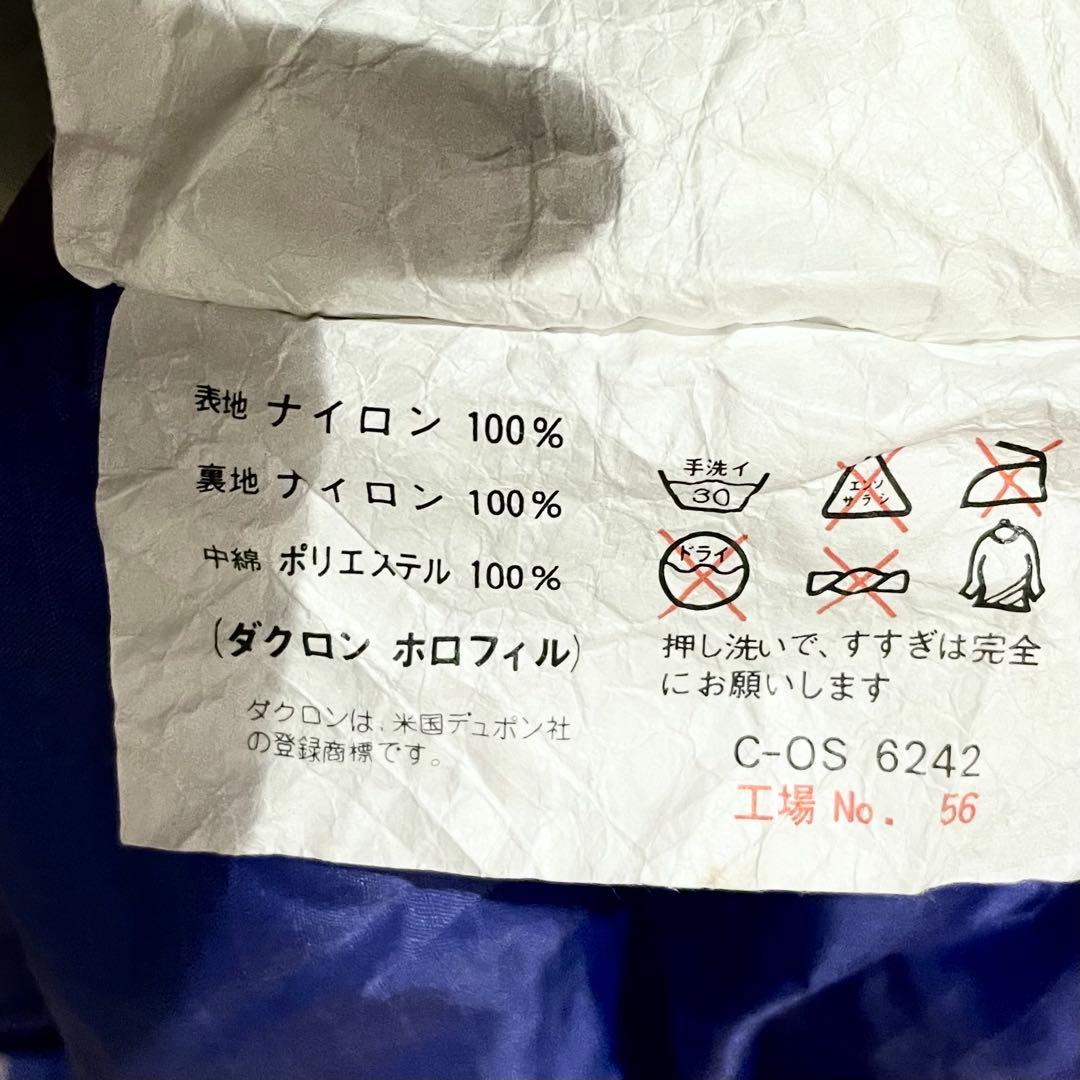 表地 ナイロン 100%
裏地 ナイロン 100%
中綿 ポリエステル 100%
(ダクロン ホロフィル)
ダクロンは、米国デュポン社
の登録商標です。
手洗イ
30
エンソ
サラシ
ドライ
押し洗いで、すすぎは完全
にお願いします
C-OS 6242
工場 No. 56